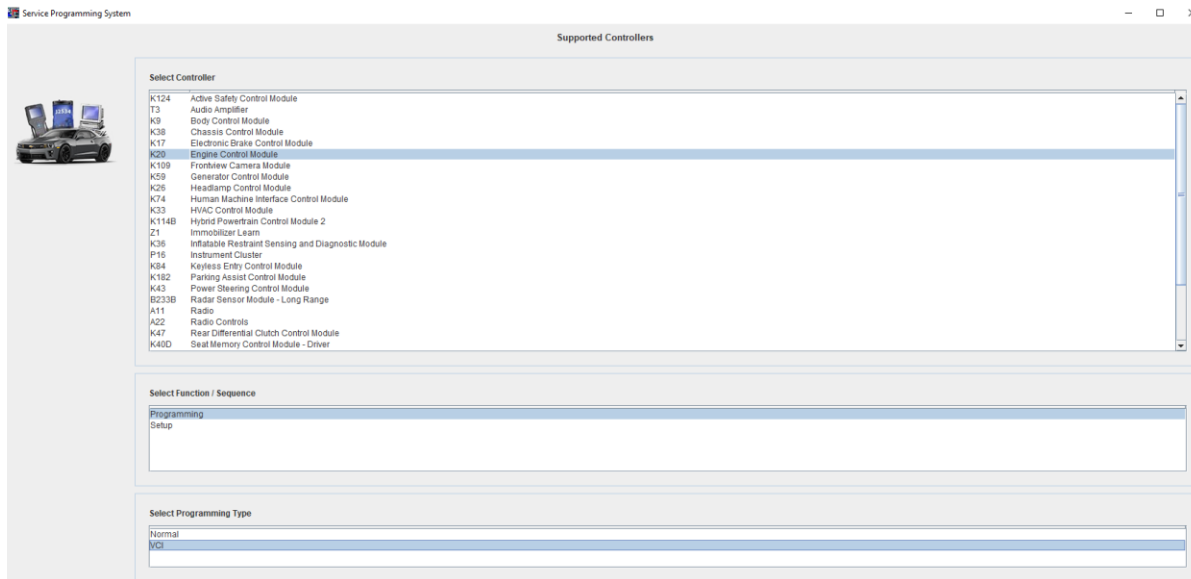 Service Programming System
Supported Controllers
Select Controller
K124 Active Safety Control Module
T3 Audio Amplifier
K9 Body Control Module
K38 Chassis Control Module
K17 Electronic Brake Control Module
K20 Engine Control Module
K109 Frontview Camera Module
K59 Generator Control Module
K26 Headlamp Control Module
K74 Human Machine Interface Control Module
K33 HVAC Control Module
K114B Hybrid Powertrain Control Module 2
Z1 Immobilizer Learn
K36 Inflatable Restraint Sensing and Diagnostic Module
P16 Instrument Cluster
K84 Keyless Entry Control Module
K182 Parking Assist Control Module
K43 Power Steering Control Module
B233B Radar Sensor Module - Long Range
A11 Radio
A22 Radio Controls
K47 Rear Differential Clutch Control Module
K40D Seat Memory Control Module - Driver
Select Function / Sequence
Programming
Setup
Select Programming Type
Normal
VCI